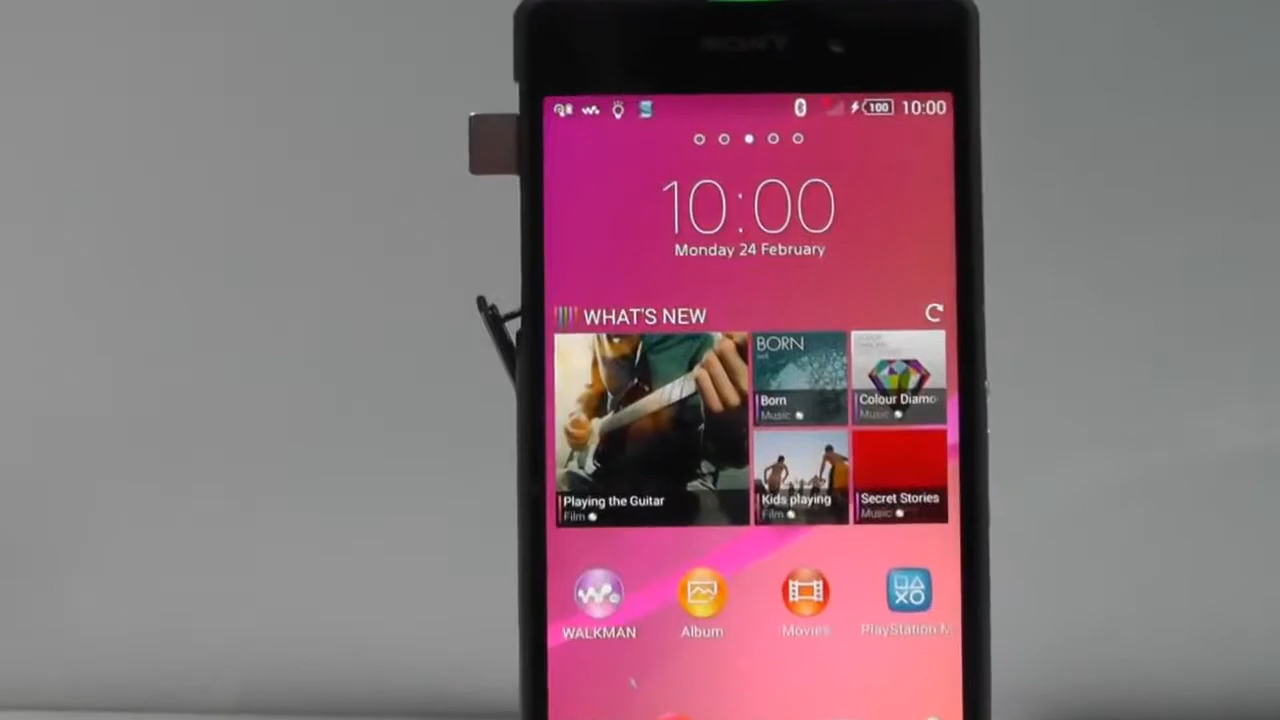 SONY
100 10:00
10:00
Monday 24 February
WHAT'S NEW
BORN
Born
Music
Colour Diamo
Music
Playing the Guitar
Film
Kids playing
Film
Secret Stories
Music
WALKMAN
Album
Movies
PlayStation M